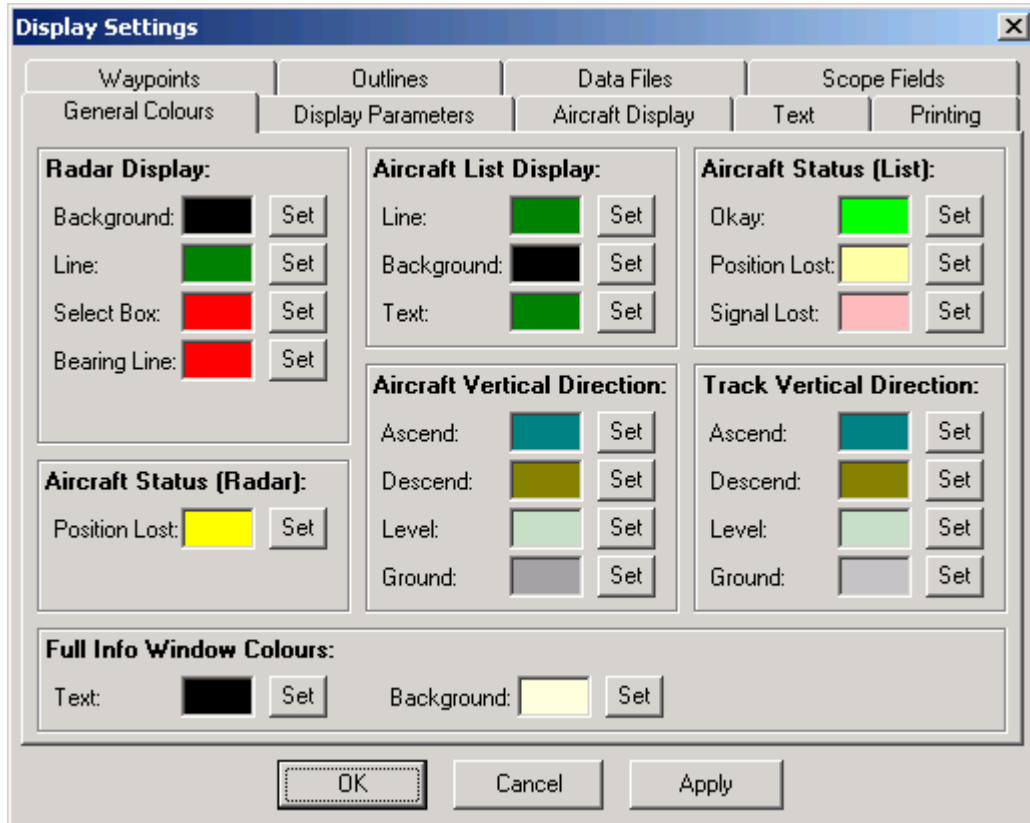 Display Settings
Waypoints Outlines Data Files Scope Fields
General Colours Display Parameters Aircraft Display Text Printing
Radar Display:
Background: Set
Line: Set
Select Box: Set
Bearing Line: Set
Aircraft Status (Radar):
Position Lost: Set
Aircraft List Display:
Line: Set
Background: Set
Text: Set
Aircraft Vertical Direction:
Ascend: Set
Descend: Set
Level: Set
Ground: Set
Aircraft Status (List):
Okay: Set
Position Lost: Set
Signal Lost: Set
Track Vertical Direction:
Ascend: Set
Descend: Set
Level: Set
Ground: Set
Full Info Window Colours:
Text: Set Background: Set
OK Cancel Apply